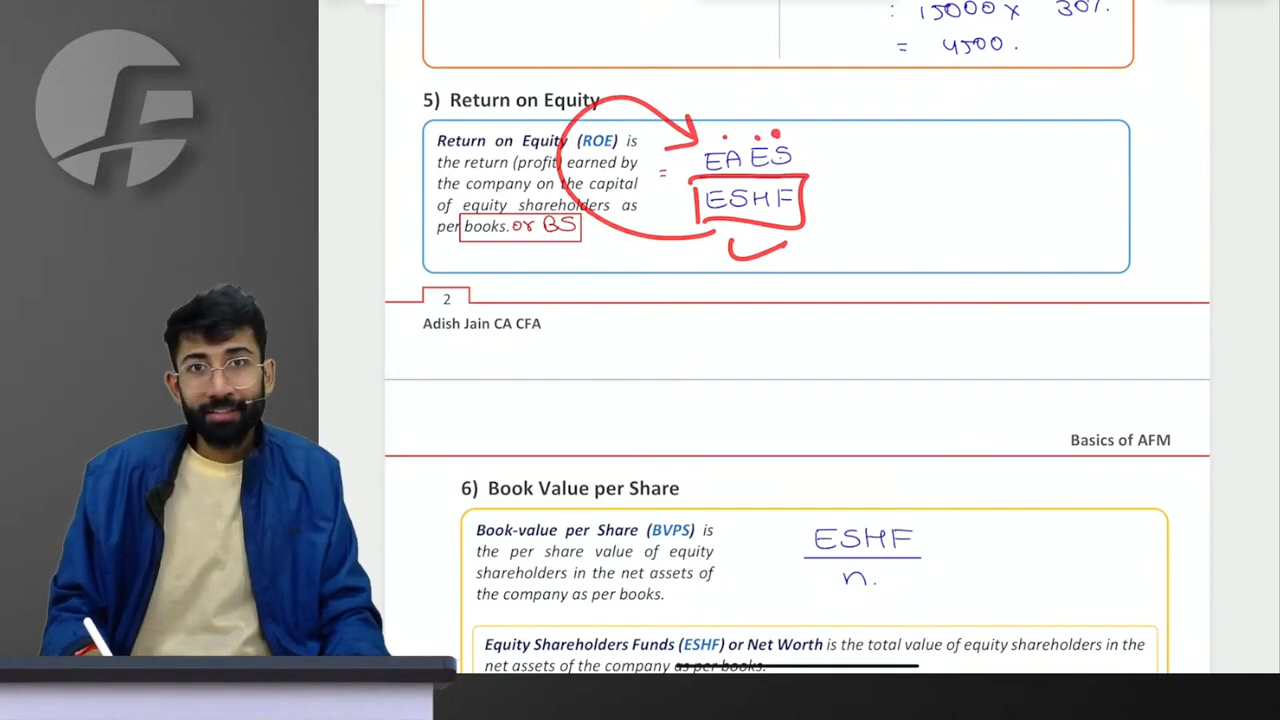 : 15000 x 30%.
= 4500.
5) Return on Equity
Return on Equity (ROE) is
the return (profit) earned by
the company on the capital
of equity shareholders as
per books. or BS
= EAES
ESHF
2
Adish Jain CA CFA
Basics of AFM
6) Book Value per Share
Book-value per Share (BVPS) is
the per share value of equity
shareholders in the net assets of
the company as per books.
ESHF
n.
Equity Shareholders Funds (ESHF) or Net Worth is the total value of equity shareholders in the
net assets of the company as per books.